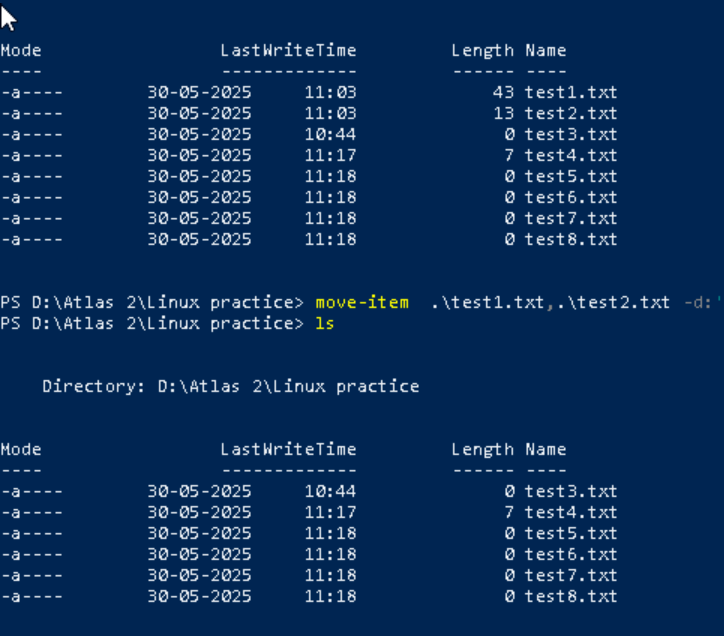 Mode                LastWriteTime         Length Name
----                -------------         ------ ----
-a----        30-05-2025     11:03             43 test1.txt
-a----        30-05-2025     11:03             13 test2.txt
-a----        30-05-2025     10:44              0 test3.txt
-a----        30-05-2025     11:17              7 test4.txt
-a----        30-05-2025     11:18              0 test5.txt
-a----        30-05-2025     11:18              0 test6.txt
-a----        30-05-2025     11:18              0 test7.txt
-a----        30-05-2025     11:18              0 test8.txt
PS D:\Atlas 2\Linux practice> move-item  .\test1.txt,.\test2.txt -d:'
PS D:\Atlas 2\Linux practice> ls
    Directory: D:\Atlas 2\Linux practice
Mode                LastWriteTime         Length Name
----                -------------         ------ ----
-a----        30-05-2025     10:44              0 test3.txt
-a----        30-05-2025     11:17              7 test4.txt
-a----        30-05-2025     11:18              0 test5.txt
-a----        30-05-2025     11:18              0 test6.txt
-a----        30-05-2025     11:18              0 test7.txt
-a----        30-05-2025     11:18              0 test8.txt